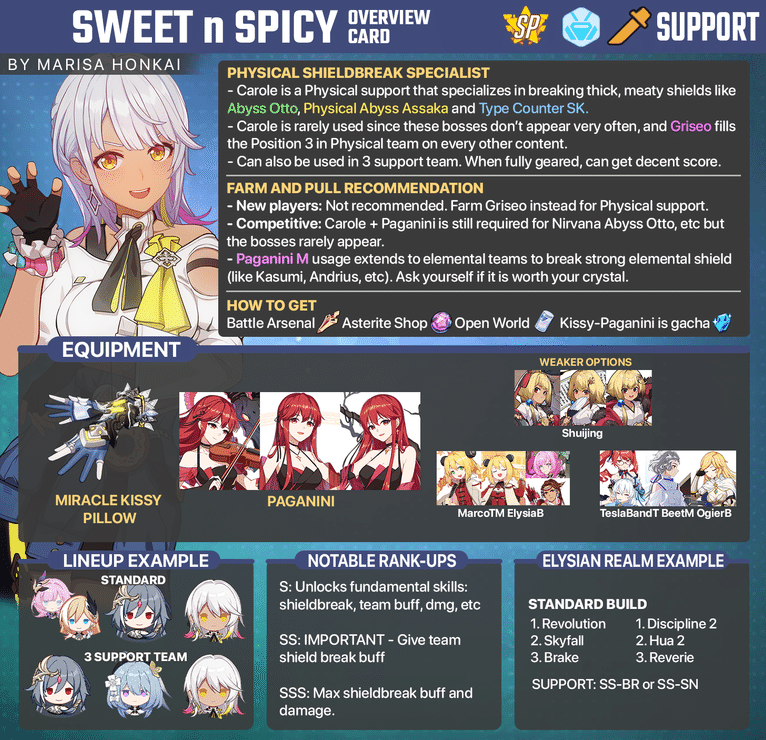 SWEET n SPICY OVERVIEW
CARD
SP
SUPPORT
BY MARISA HONKAI
PHYSICAL SHIELDBREAK SPECIALIST
- Carole is a Physical support that specializes in breaking thick, meaty shields like
Abyss Otto, Physical Abyss Assaka and Type Counter SK.
- Carole is rarely used since these bosses don't appear very often, and Griseo fills
the Position 3 in Physical team on every other content.
- Can also be used in 3 support team. When fully geared, can get decent score.
FARM AND PULL RECOMMENDATION
- New players: Not recommended. Farm Griseo instead for Physical support.
- Competitive: Carole + Paganini is still required for Nirvana Abyss Otto, etc but
the bosses rarely appear.
- Paganini M usage extends to elemental teams to break strong elemental shield
(like Kasumi, Andrius, etc). Ask yourself if it is worth your crystal.
HOW TO GET
Battle Arsenal Asterite Shop Open World Kissy-Paganini is gacha
EQUIPMENT
MIRACLE KISSY
PILLOW
PAGANINI
WEAKER OPTIONS
Shuijing
MarcoTM ElysiaB
TeslaBandT BeetM OgierB
LINEUP EXAMPLE
STANDARD
3 SUPPORT TEAM
NOTABLE RANK-UPS
S: Unlocks fundamental skills:
shieldbreak, team buff, dmg, etc
SS: IMPORTANT - Give team
shield break buff
SSS: Max shieldbreak buff and
damage.
ELYSIAN REALM EXAMPLE
STANDARD BUILD
1. Revolution
2. Skyfall
3. Brake
1. Discipline 2
2. Hua 2
3. Reverie
SUPPORT: SS-BR or SS-SN